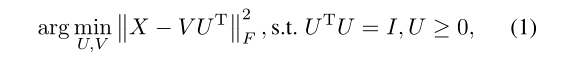 arg min_{U,V} ‖X − VU^T‖_F^2, s.t. U^T U = I, U ≥ 0, (1)